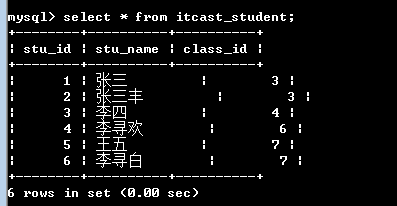 mysql> select * from itcast_student;
+--------+----------+----------+
| stu_id | stu_name | class_id |
+--------+----------+----------+
|      1 | 张三       |        3 |
|      2 | 张三丰       |        3 |
|      3 | 李四       |        4 |
|      4 | 李寻欢       |        6 |
|      5 | 王五       |        7 |
|      6 | 李寻白       |        7 |
+--------+----------+----------+
6 rows in set (0.00 sec)